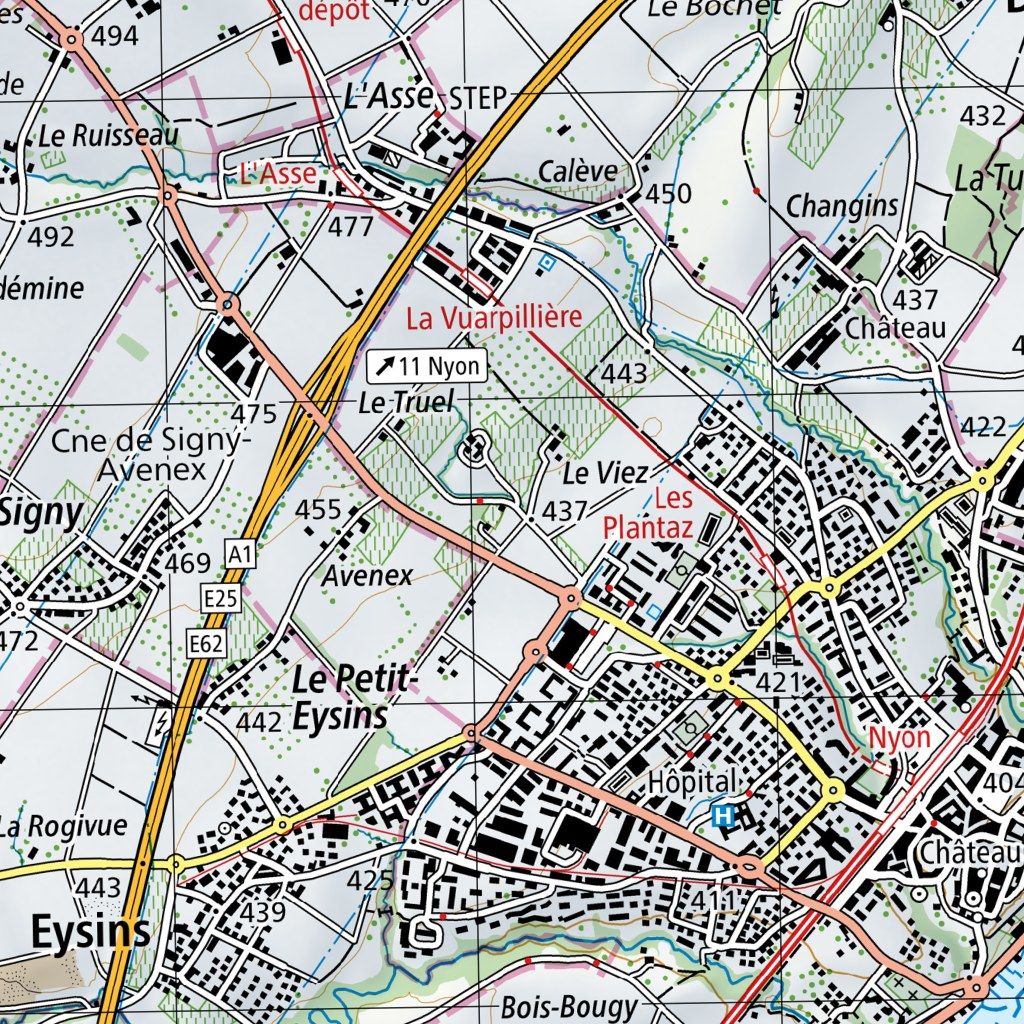 dépôt
Le Bochet
494
L'Asse
STEP
432
Le Ruisseau
L'Asse
Calève
450
La Tu
492
477
Changins
démine
437
Château
La Vuarpillière
11 Nyon
443
Le Truel
475
422
Cne de Signy-
Avenex
Le Viez
Signy
455
437
Les
Plantaz
469
A1
Avenex
E25
472
E62
Le Petit-
Eysins
421
442
Nyon
Hôpital
404
H
La Rogivue
Château
443
425
439
411
Eysins
Bois-Bougy